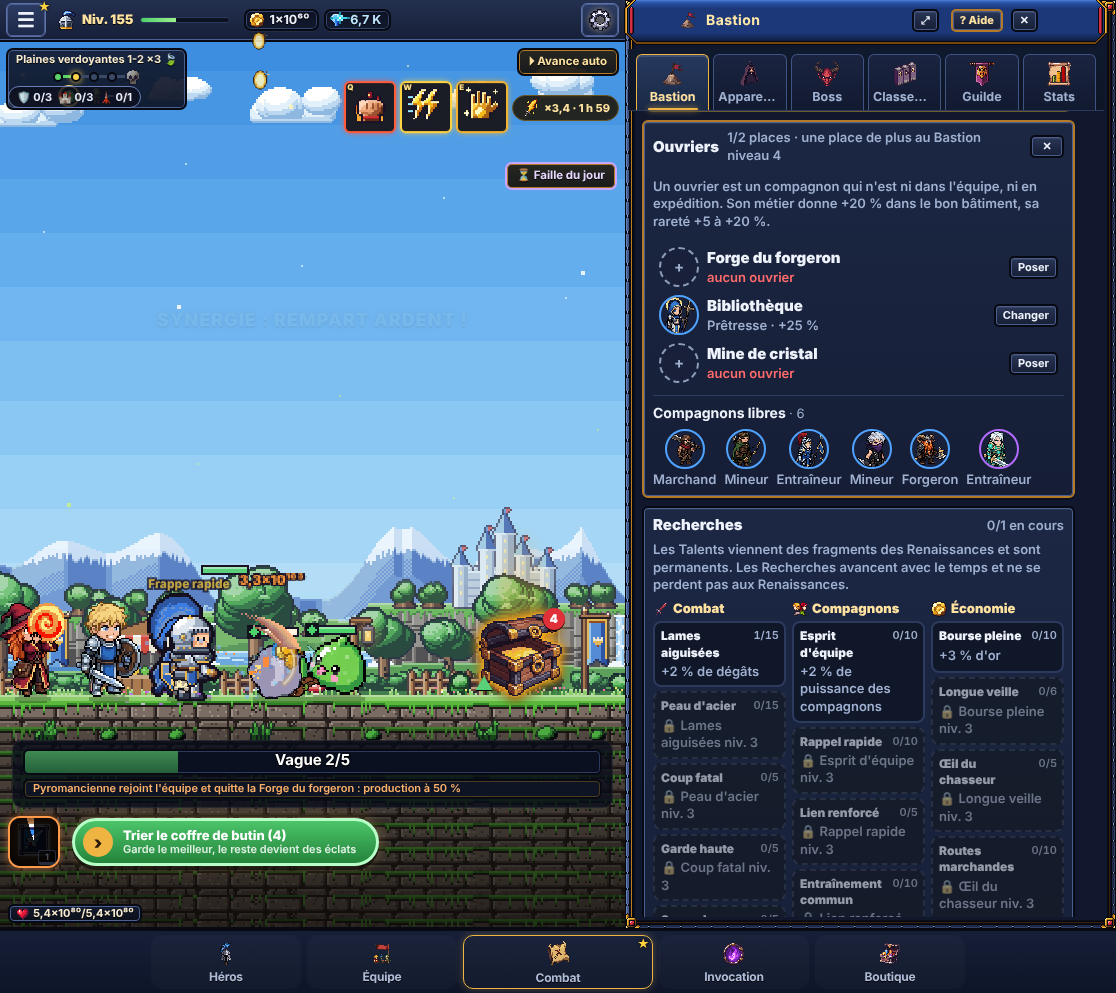 Niv. 155
1×10⁶⁰
6,7 K
Plaines verdoyantes 1-2 ×3
0/3
0/3
0/1
Avance auto
Q
W
E
×3,4 · 1 h 59
Faille du jour
SYNERGIE : REMPART ARDENT !
Frappe rapide
Vague 2/5
Pyromancienne rejoint l'équipe et quitte la Forge du forgeron : production à 50 %
4
1
Trier le coffre de butin (4)
Garde le meilleur, le reste devient des éclats
5,4×10⁸⁰/5,4×10⁸⁰
Héros
Équipe
Combat
Invocation
Boutique
Bastion
? Aide
Bastion
Appare...
Boss
Classe...
Guilde
Stats
Ouvriers
1/2 places · une place de plus au Bastion
niveau 4
Un ouvrier est un compagnon qui n'est ni dans l'équipe, ni en
expédition. Son métier donne +20 % dans le bon bâtiment, sa
rareté +5 à +20 %.
Forge du forgeron
aucun ouvrier
Poser
Bibliothèque
Prêtresse · +25 %
Changer
Mine de cristal
aucun ouvrier
Poser
Compagnons libres · 6
Marchand
Mineur
Entraîneur
Mineur
Forgeron
Entraîneur
Recherches
0/1 en cours
Les Talents viennent des fragments des Renaissances et sont
permanents. Les Recherches avancent avec le temps et ne se
perdent pas aux Renaissances.
Combat
Lames
aiguisées
1/15
+2 % de dégâts
Peau d'acier
0/15
Lames
aiguisées niv. 3
Coup fatal
0/5
Peau d'acier
niv. 3
Garde haute
0/5
Coup fatal niv.
3
Compagnons
Esprit
d'équipe
0/10
+2 % de
puissance des
compagnons
Rappel rapide
0/10
Esprit d'équipe
niv. 3
Lien renforcé
0/5
Rappel rapide
niv. 3
Entraînement
commun
0/10
Lien renforcé
Économie
Bourse pleine
0/10
+3 % d'or
Longue veille
0/6
Bourse pleine
niv. 3
Œil du
chasseur
0/5
Longue veille
niv. 3
Routes
marchandes
0/10
Œil du
chasseur niv. 3